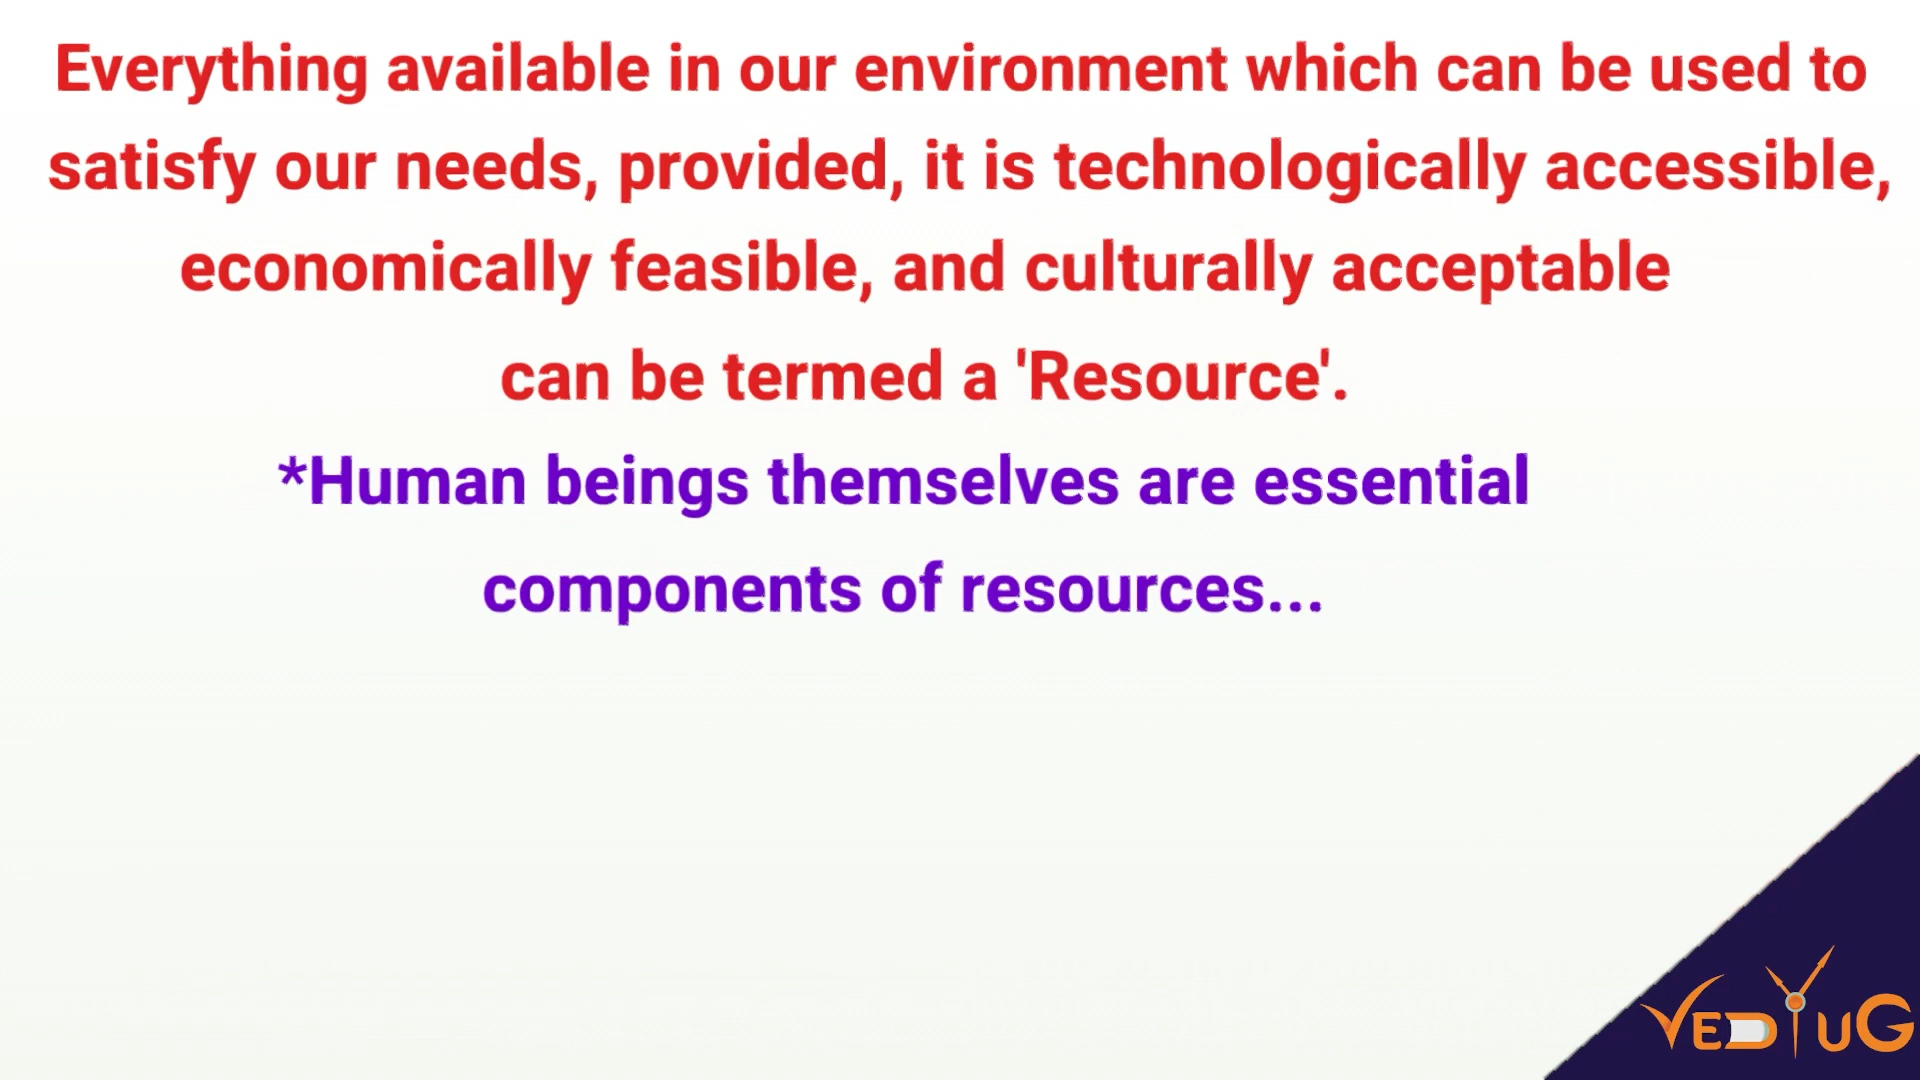 Everything available in our environment which can be used to
satisfy our needs, provided, it is technologically accessible,
economically feasible, and culturally acceptable
can be termed a 'Resource'.
*Human beings themselves are essential
components of resources...
VEDYUG